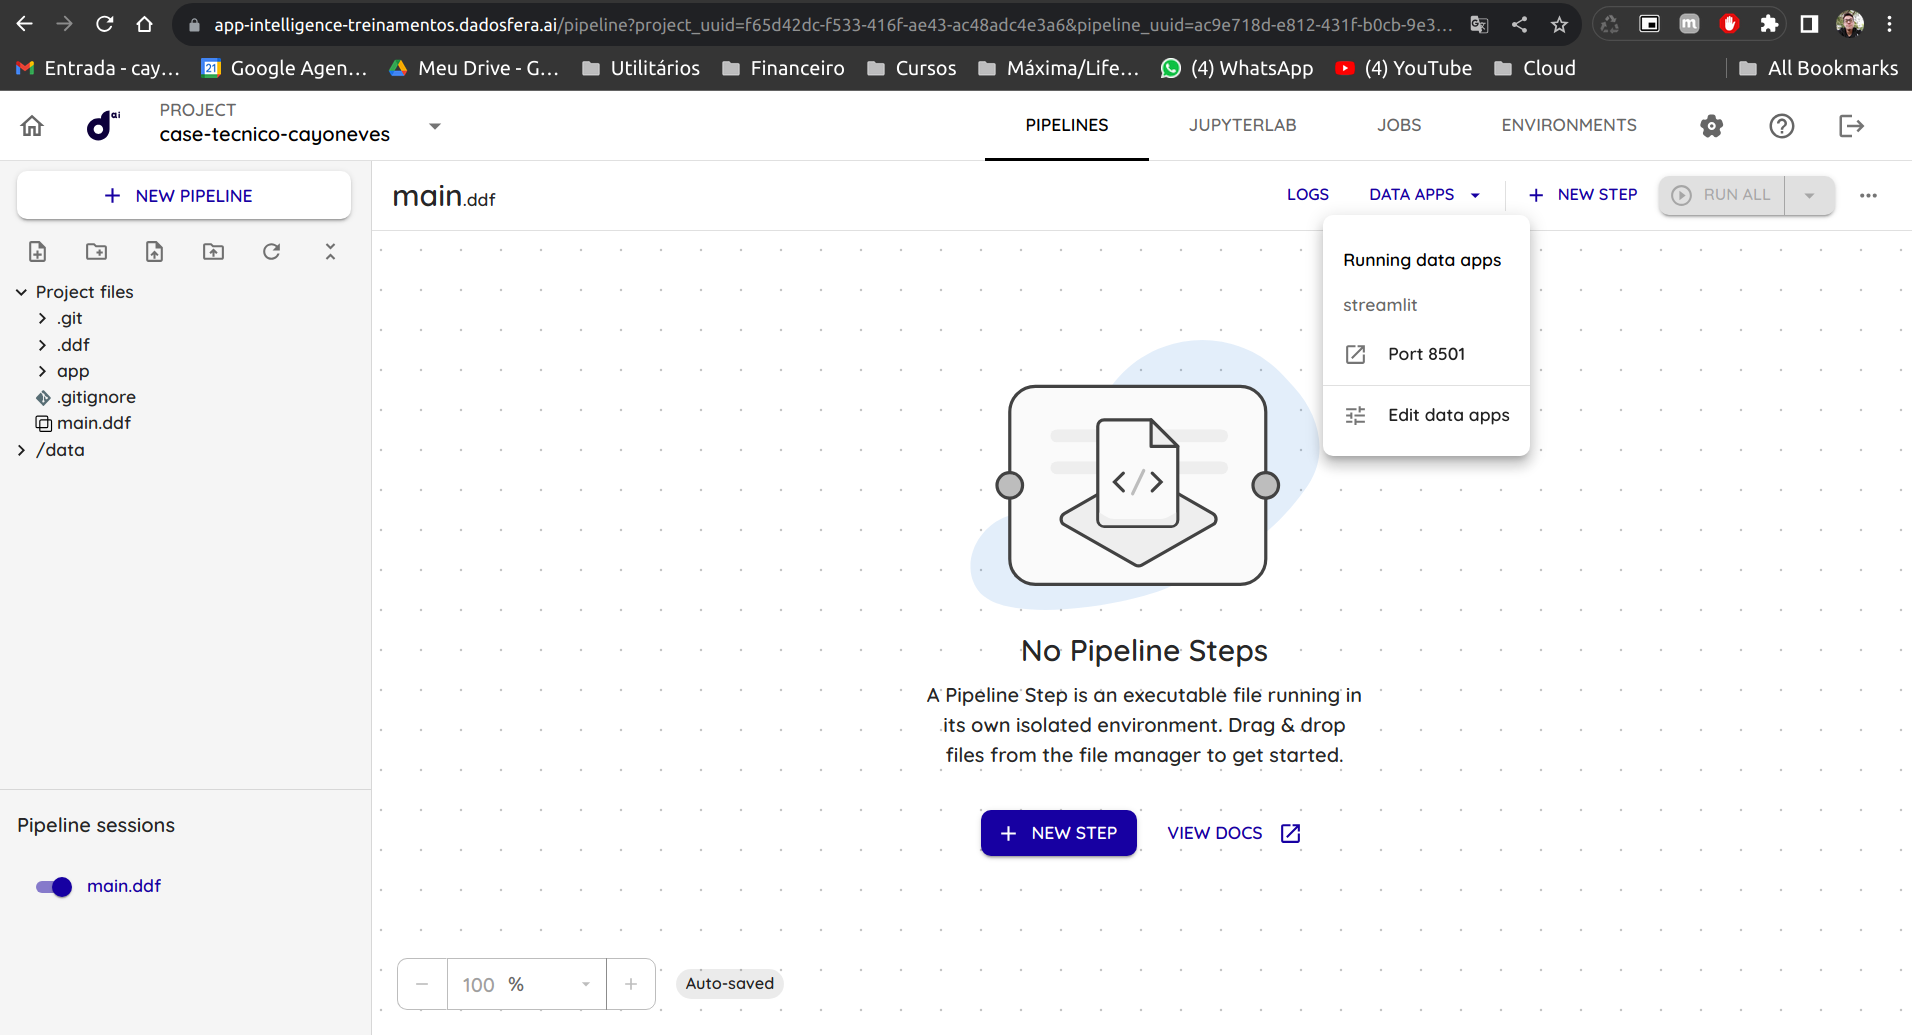 app-intelligence-treinamentos.dadosfera.ai/pipeline?project_uuid=f65d42dc-f533-416f-ae43-ac48adc4e3a6&pipeline_uuid=ac9e718d-e812-431f-b0cb-9e3...
Entrada - cay... 21 Google Agen... Meu Drive - G... Utilitários Financeiro Cursos Máxima/Life... (4) WhatsApp (4) YouTube Cloud All Bookmarks
d ai
PROJECT
case-tecnico-cayoneves
PIPELINES JUPYTERLAB JOBS ENVIRONMENTS
+ NEW PIPELINE
main.ddf
LOGS DATA APPS + NEW STEP RUN ALL
Project files
.git
.ddf
app
.gitignore
main.ddf
/data
Running data apps
streamlit
Port 8501
Edit data apps
</>
No Pipeline Steps
A Pipeline Step is an executable file running in
its own isolated environment. Drag & drop
files from the file manager to get started.
+ NEW STEP VIEW DOCS
Pipeline sessions
main.ddf
− 100 % +
Auto-saved